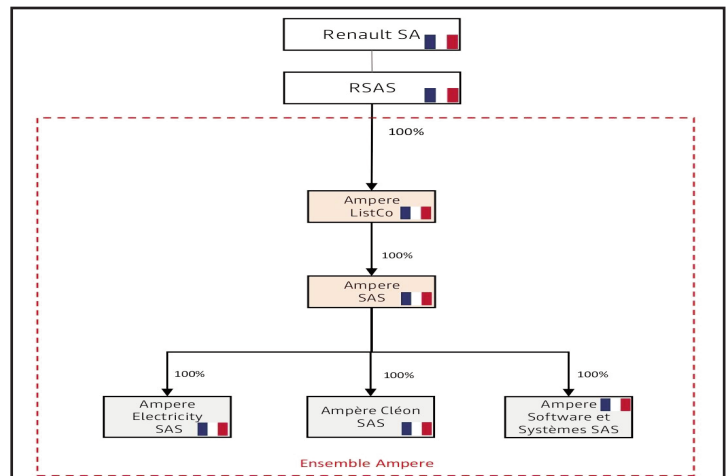 Renault SA
RSAS
100%
Ampere
ListCo
100%
Ampere
SAS
100%
100%
100%
Ampere
Electricity
SAS
Ampère Cléon
SAS
Ampere
Software et
Systèmes SAS
Ensemble Ampere